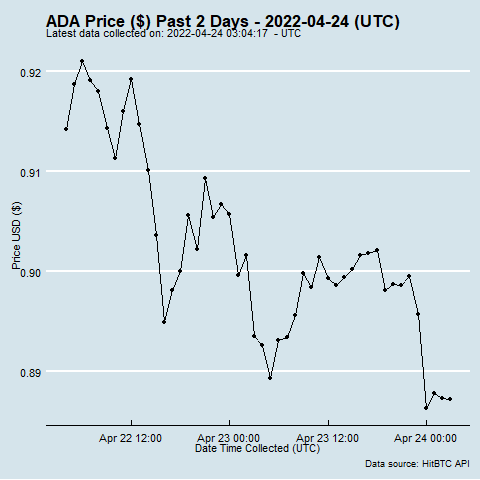 ADA Price ($) Past 2 Days - 2022-04-24 (UTC)
Latest data collected on: 2022-04-24 03:04:17  - UTC
0.92
0.91
0.90
0.89
Price USD ($)
Apr 22 12:00 Apr 23 00:00 Apr 23 12:00 Apr 24 00:00
Date Time Collected (UTC)
Data source: HitBTC API